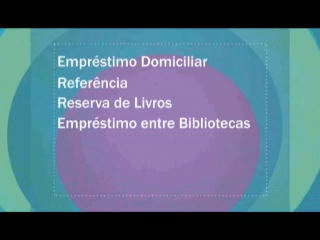 Empréstimo Domiciliar
Referência
Reserva de Livros
Empréstimo entre Bibliotecas